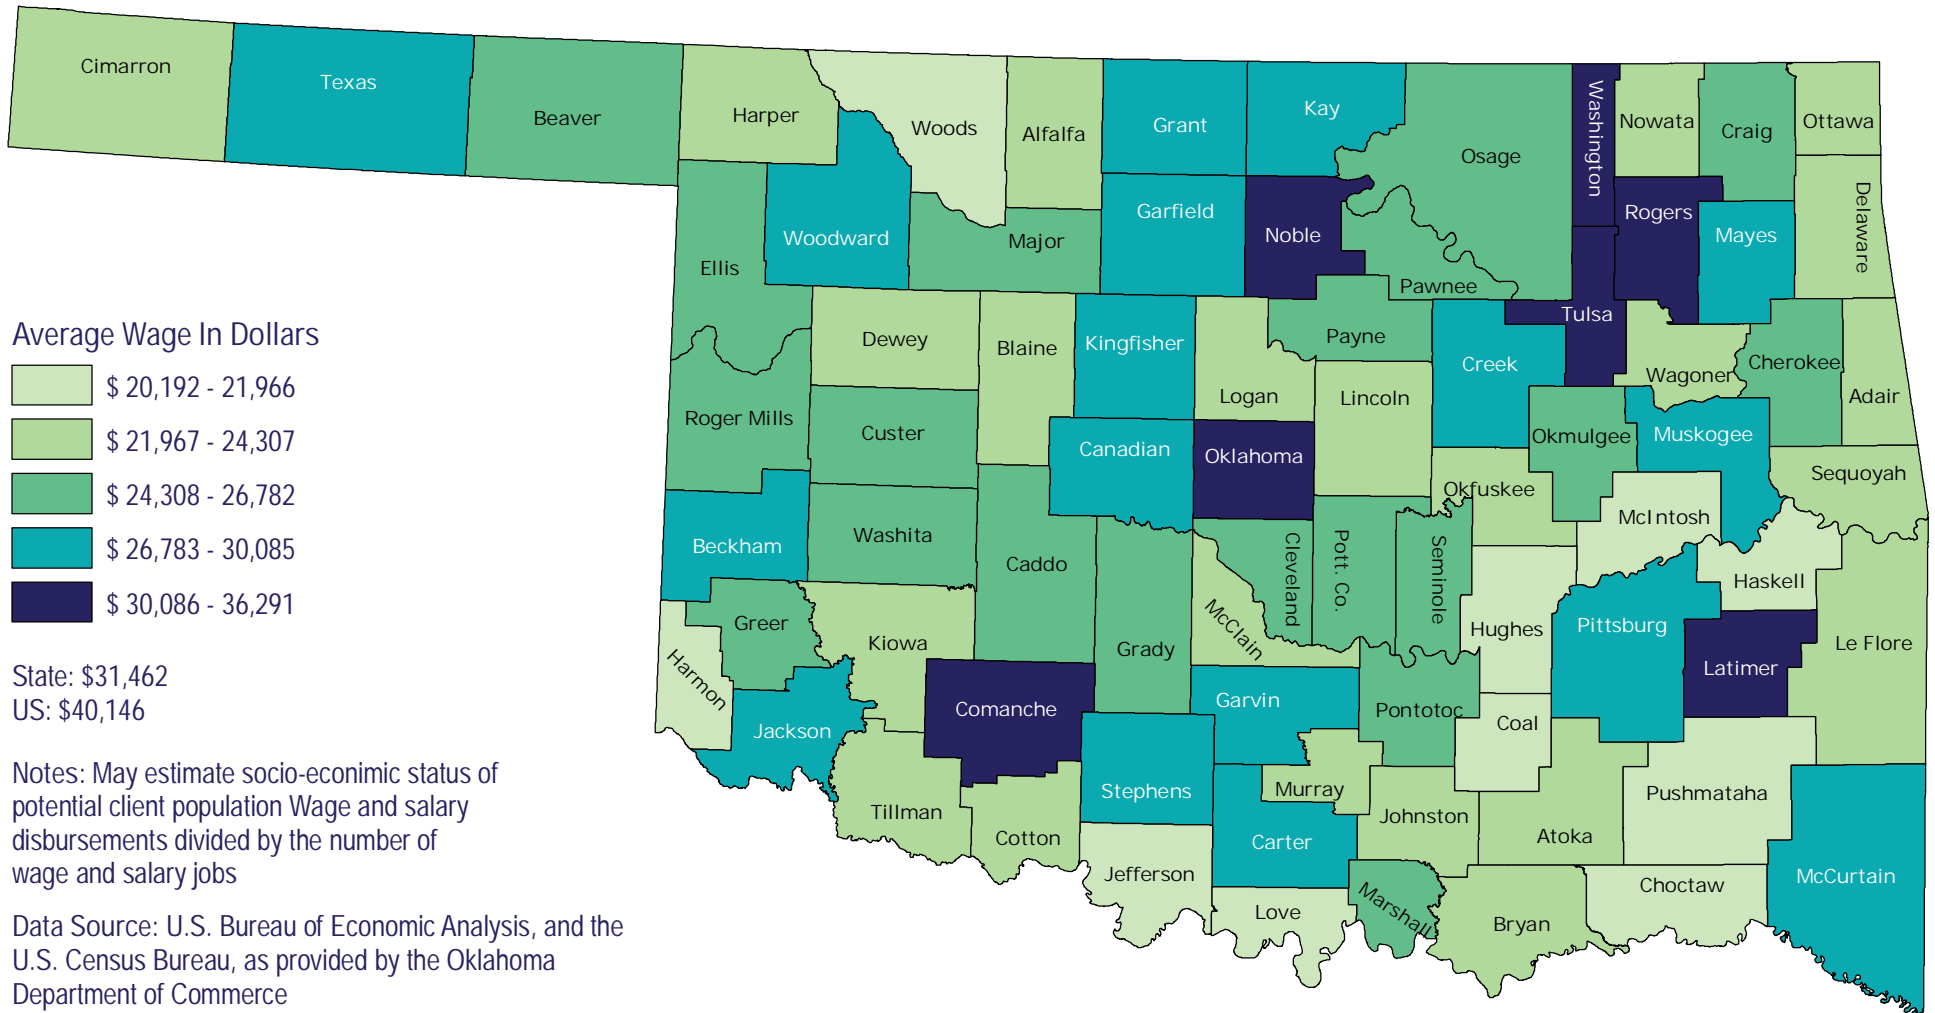 Cimarron
Texas
Beaver
Harper
Woods
Alfalfa
Grant
Kay
Osage
Washington
Nowata
Craig
Ottawa
Delaware
Ellis
Woodward
Major
Garfield
Noble
Pawnee
Rogers
Mayes
Tulsa
Dewey
Blaine
Kingfisher
Logan
Payne
Lincoln
Creek
Wagoner
Cherokee
Adair
Roger Mills
Custer
Canadian
Oklahoma
Okmulgee
Muskogee
Sequoyah
Okfuskee
McIntosh
Beckham
Washita
Caddo
Grady
McClain
Cleveland
Pott. Co.
Seminole
Hughes
Haskell
Pittsburg
Latimer
Le Flore
Greer
Harmon
Kiowa
Jackson
Comanche
Garvin
Pontotoc
Coal
Stephens
Murray
Johnston
Atoka
Pushmataha
Tillman
Cotton
Carter
Jefferson
Love
Marshall
Bryan
Choctaw
McCurtain
Average Wage In Dollars
$ 20,192 - 21,966
$ 21,967 - 24,307
$ 24,308 - 26,782
$ 26,783 - 30,085
$ 30,086 - 36,291
State: $31,462
US: $40,146
Notes: May estimate socio-econimic status of
potential client population Wage and salary
disbursements divided by the number of
wage and salary jobs
Data Source: U.S. Bureau of Economic Analysis, and the
U.S. Census Bureau, as provided by the Oklahoma
Department of Commerce